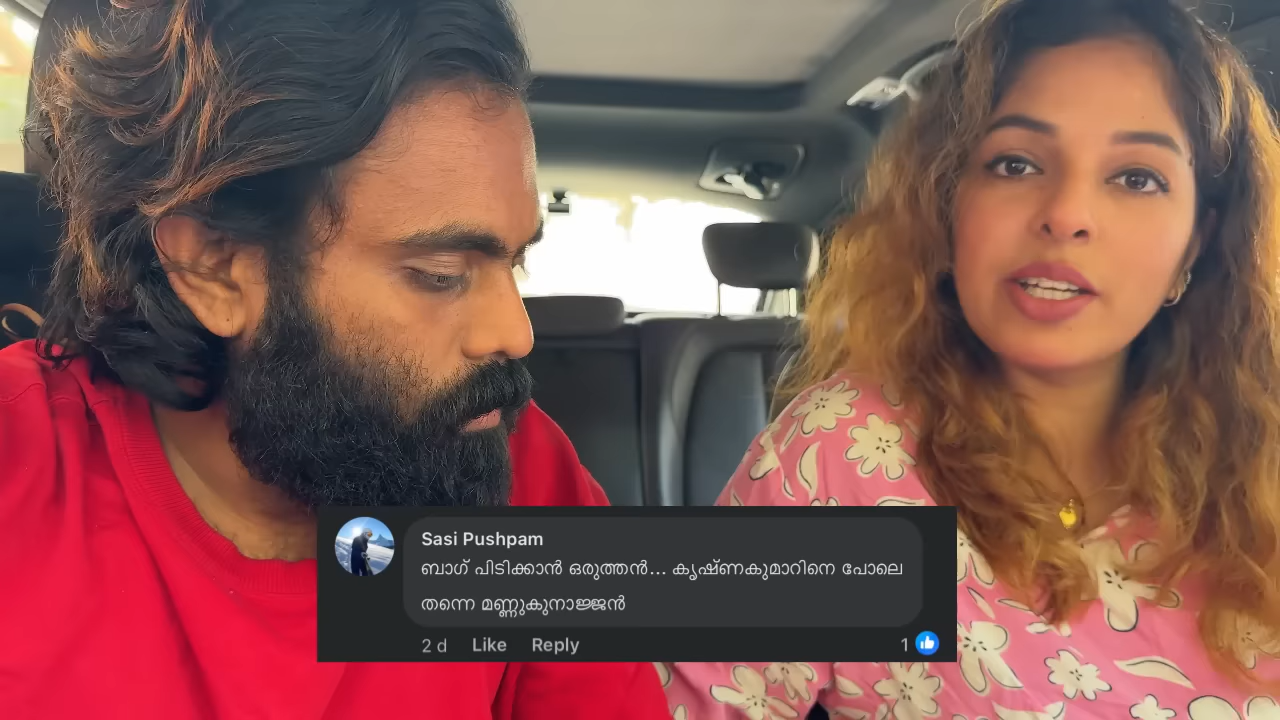 Sasi Pushpam
ബാഗ് പിടിക്കാൻ ഒരുത്തൻ... കൃഷ്ണകുമാറിനെ പോലെ
തന്നെ മണ്ണുകുനാജ്ജൻ
2 d Like Reply 1